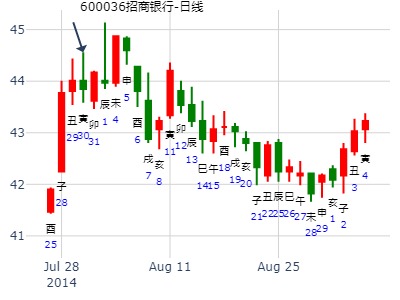 600036招商银行-日线
45
44
43
42
41
酉
25
子
28
丑
29
寅
30
卯
31
辰
1
未
4
申
5
酉
6
戌
7
亥
8
寅
11
卯
12
辰
13
巳
14
午
15
酉
18
戌
19
亥
20
子
21
丑
22
辰
25
巳
26
午
27
未
28
申
29
亥
1
子
2
丑
3
寅
4
Jul 28
2014
Aug 11
Aug 25